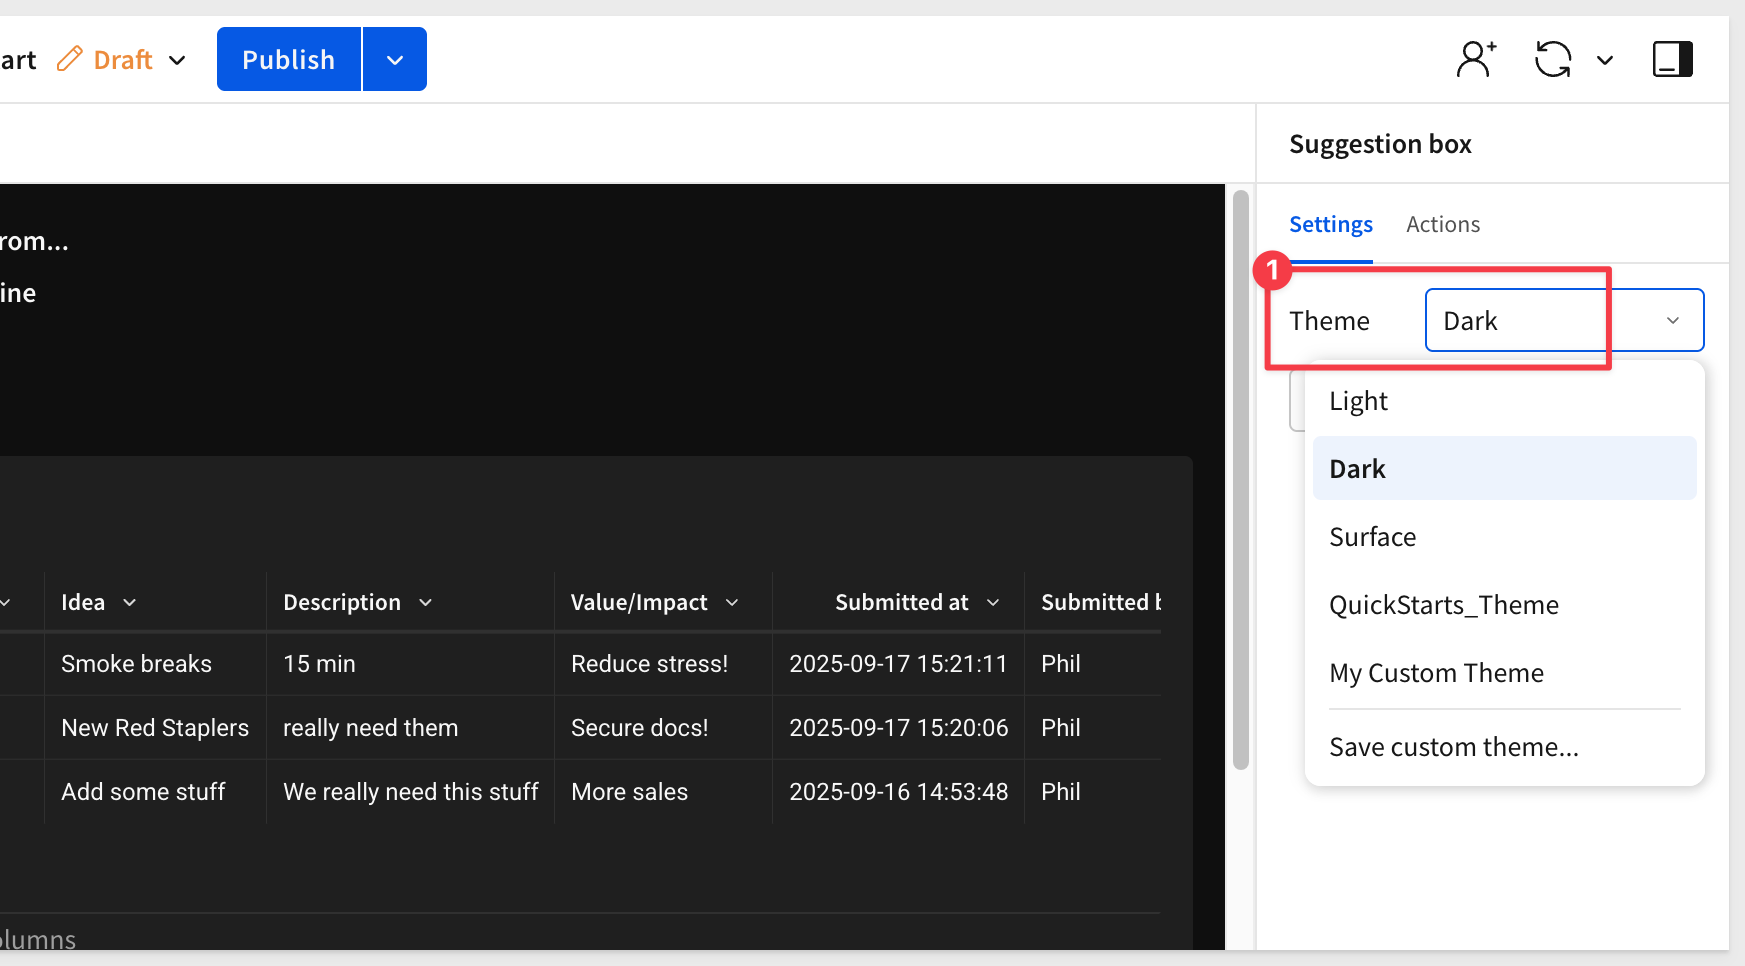 art Draft Publish
Suggestion box
Settings Actions
rom...
ine
1
Theme Dark
Light
Dark
Surface
QuickStarts_Theme
My Custom Theme
Save custom theme...
Idea Description Value/Impact Submitted at Submitted b
Smoke breaks 15 min Reduce stress! 2025-09-17 15:21:11 Phil
New Red Staplers really need them Secure docs! 2025-09-17 15:20:06 Phil
Add some stuff We really need this stuff More sales 2025-09-16 14:53:48 Phil
olumns